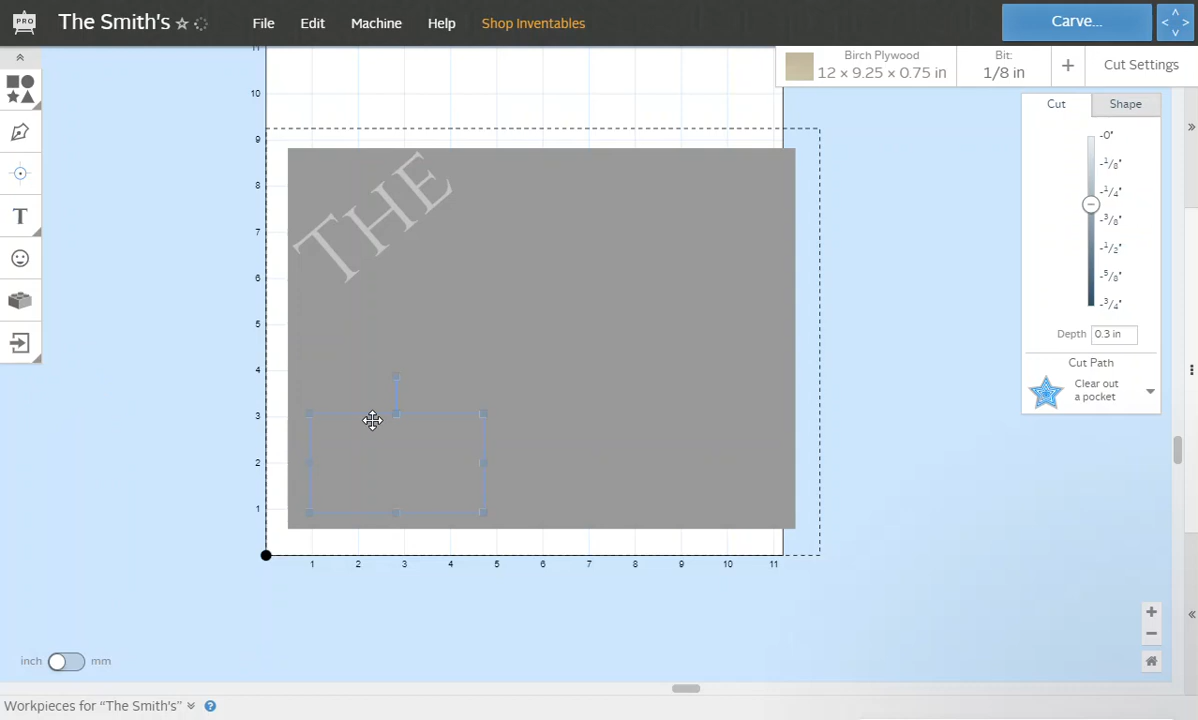 PRO
The Smith's
File
Edit
Machine
Help
Shop Inventables
Carve...
Birch Plywood
12 × 9.25 × 0.75 in
Bit:
1/8 in
+
Cut Settings
Cut
Shape
-0"
-1/8"
-1/4"
-3/8"
-1/2"
-5/8"
-3/4"
Depth
0.3 in
Cut Path
Clear out
a pocket
T
THE
11
10
9
8
7
6
5
4
3
2
1
1 2 3 4 5 6 7 8 9 10 11
inch
mm
Workpieces for “The Smith's”
?